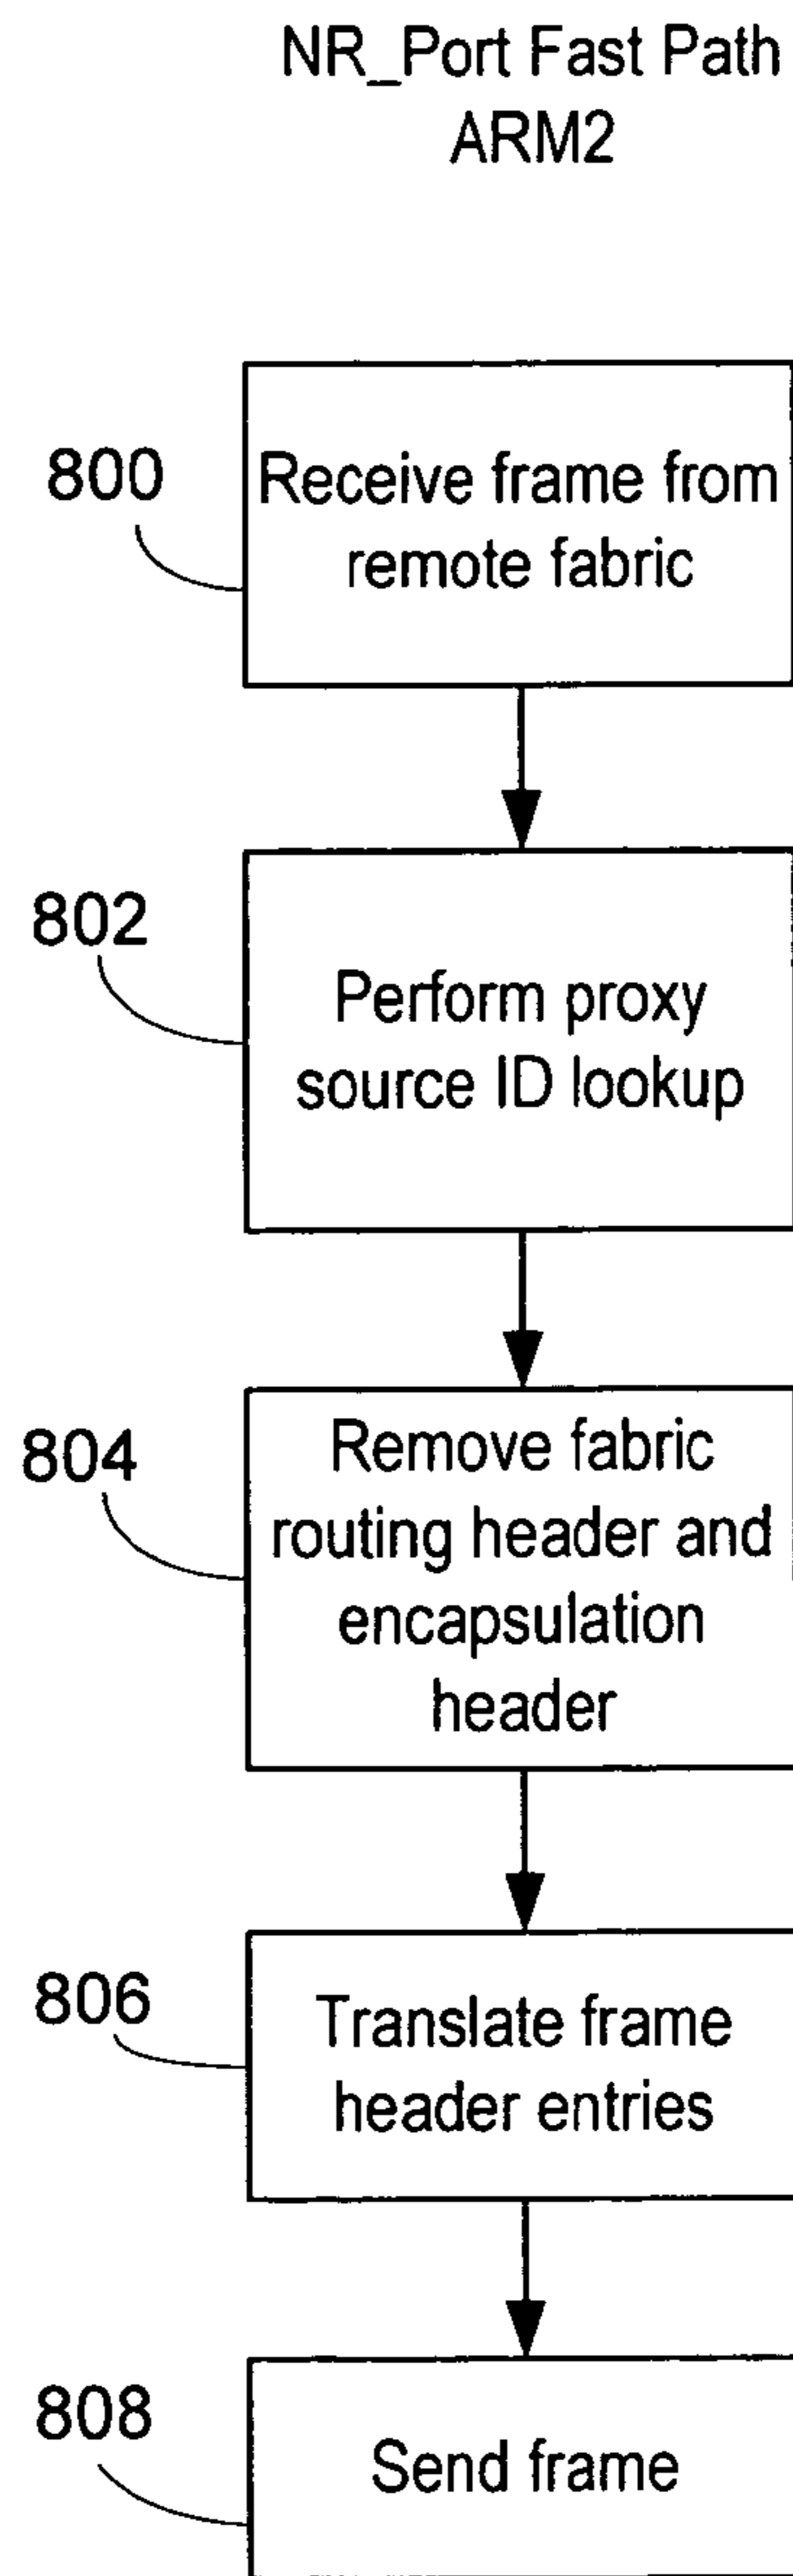 NR_Port Fast Path
ARM2
800
Receive frame from
remote fabric
802
Perform proxy
source ID lookup
804
Remove fabric
routing header and
encapsulation
header
806
Translate frame
header entries
808
Send frame